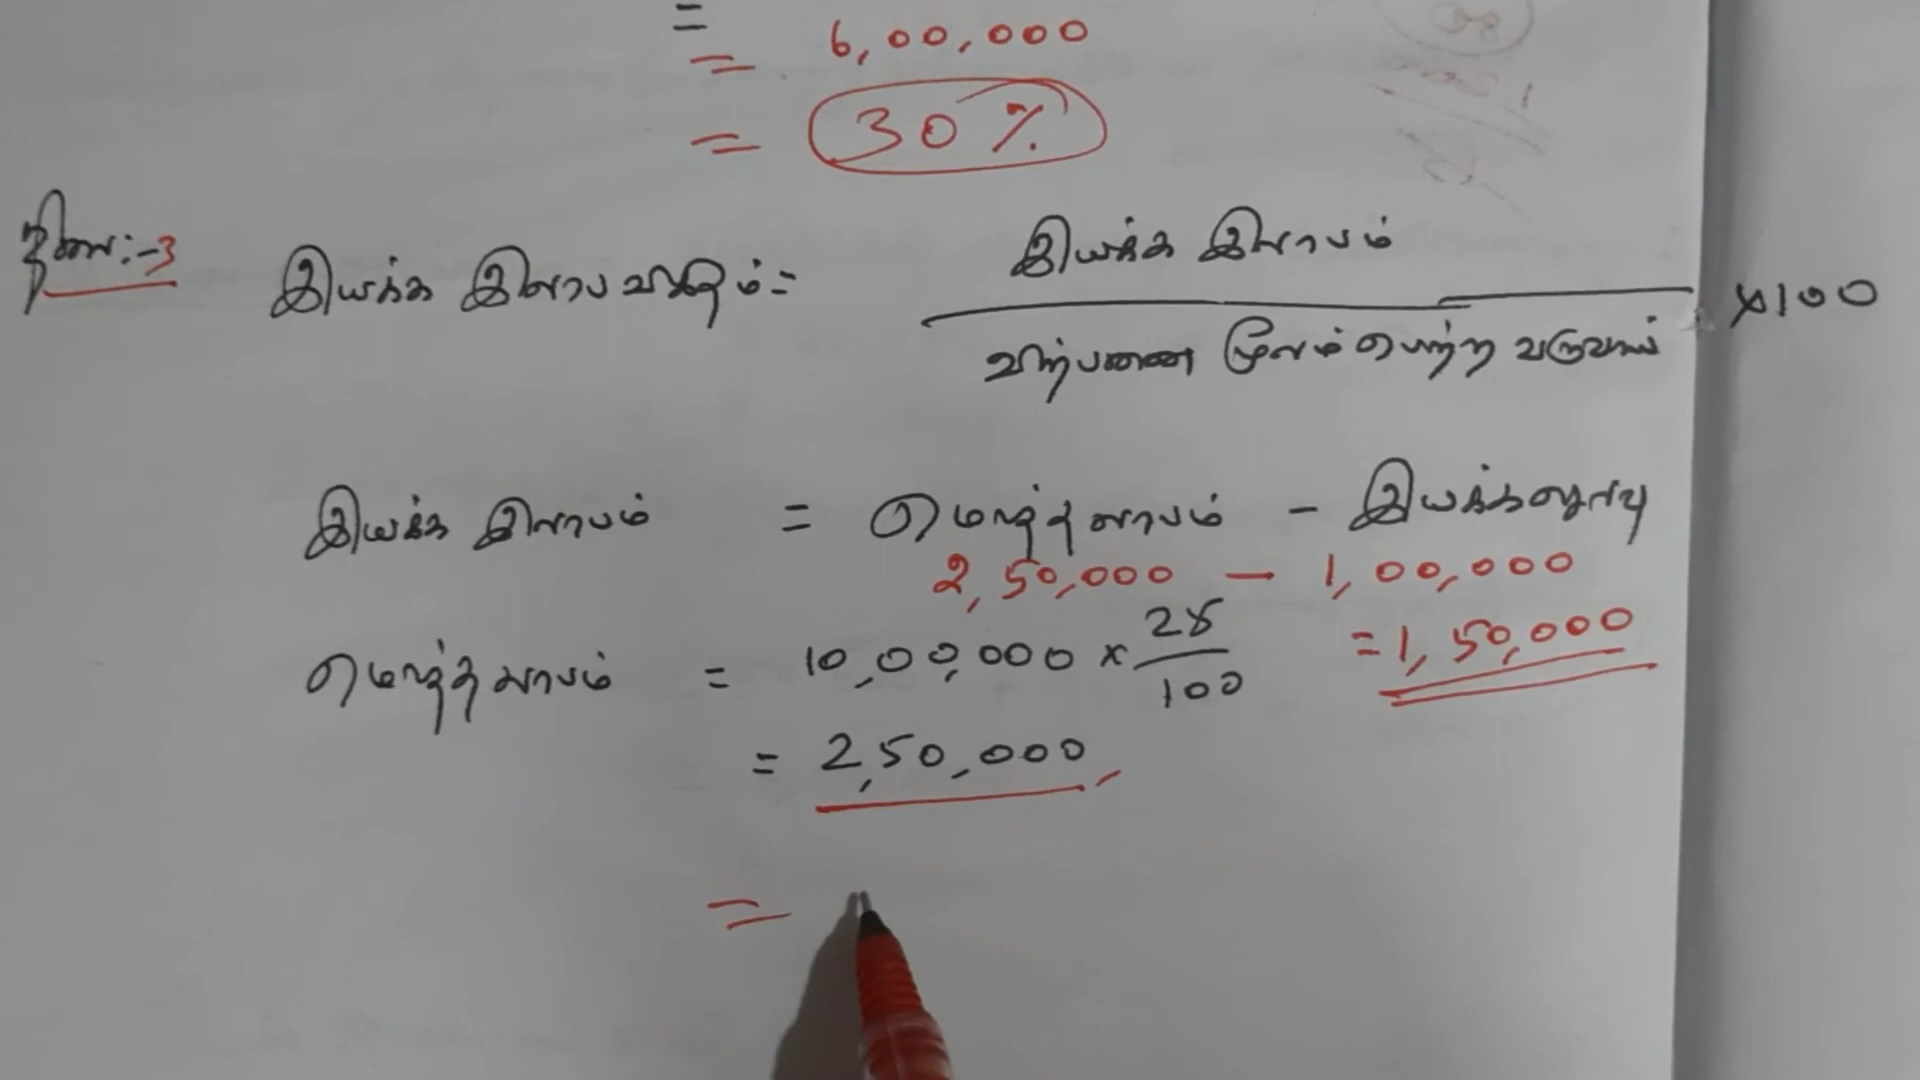 =
= 6,00,000
= 30 %
நிலை:-3
இயக்க இலாப விகிதம் = இயக்க இலாபம் / விற்பனை மூலம் பெற்ற வருவாய் x100
இயக்க இலாபம் = மொத்த லாபம் - இயக்கசெலவு
2,50,000 - 1,00,000
= 1,50,000
மொத்த லாபம் = 10,00,000 x 25/100
= 2,50,000
=